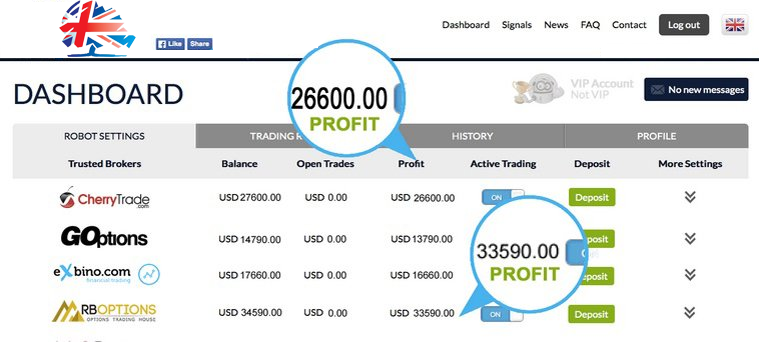 Dashboard Signals News FAQ Contact Log out
Like Share
DASHBOARD
VIP Account
Not VIP
No new messages
26600.00
PROFIT
ROBOT SETTINGS TRADING R HISTORY PROFILE
Trusted Brokers Balance Open Trades Profit Active Trading Deposit More Settings
CherryTrade.com USD 27600.00 USD 0.00 USD 26600.00 ON Deposit
GOptions USD 14790.00 USD 0.00 USD 13790.00 posit
33590.00
PROFIT
exbino.com
financial trading
USD 17660.00 USD 0.00 USD 16660.00 posit
RBOPTIONS
OPTIONS TRADING HOUSE
USD 34590.00 USD 0.00 USD 33590.00 ON Deposit